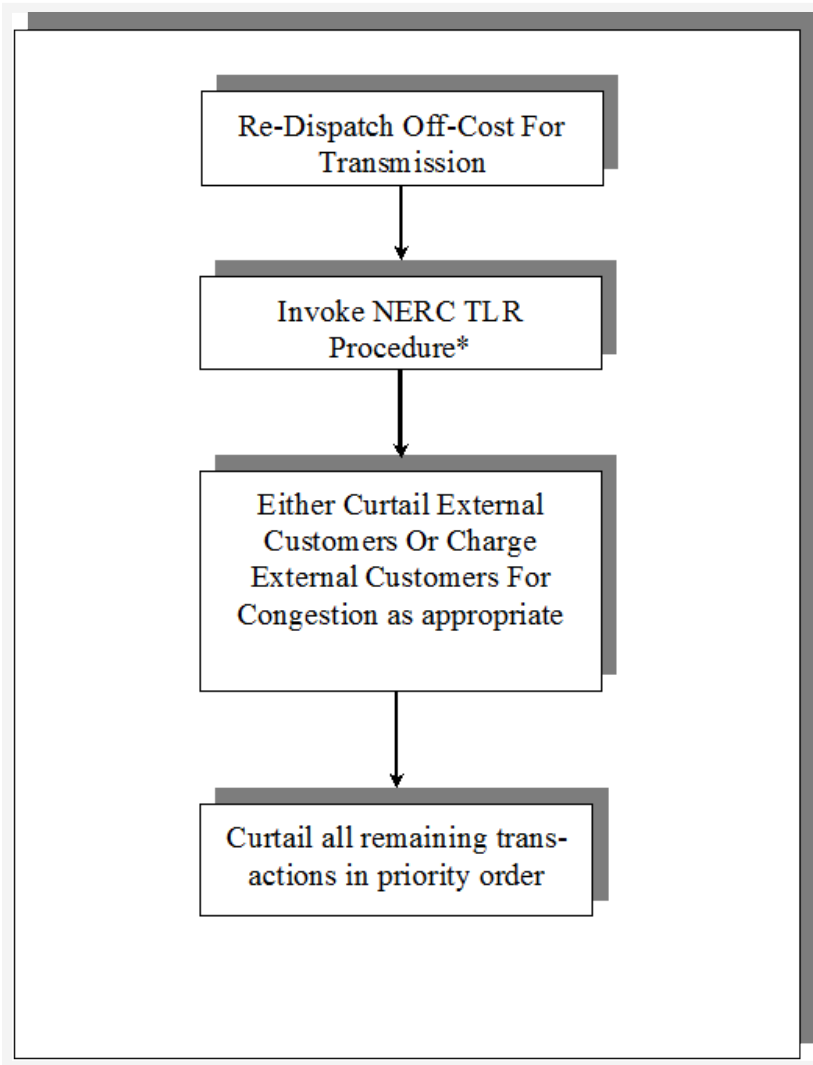 Re-Dispatch Off-Cost For
Transmission
Invoke NERC TLR
Procedure*
Either Curtail External
Customers Or Charge
External Customers For
Congestion as appropriate
Curtail all remaining trans-
actions in priority order